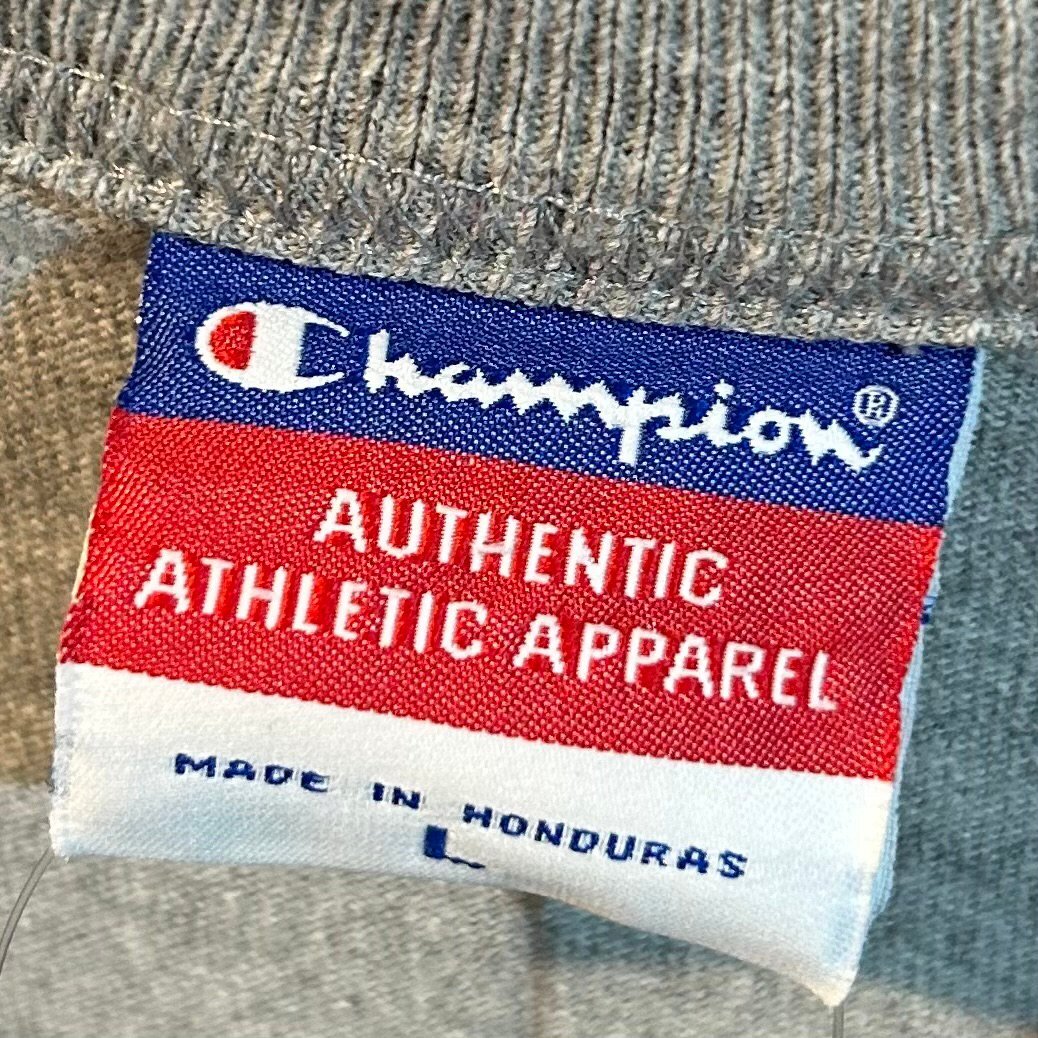 Champion®
AUTHENTIC
ATHLETIC APPAREL
MADE IN HONDURAS
L